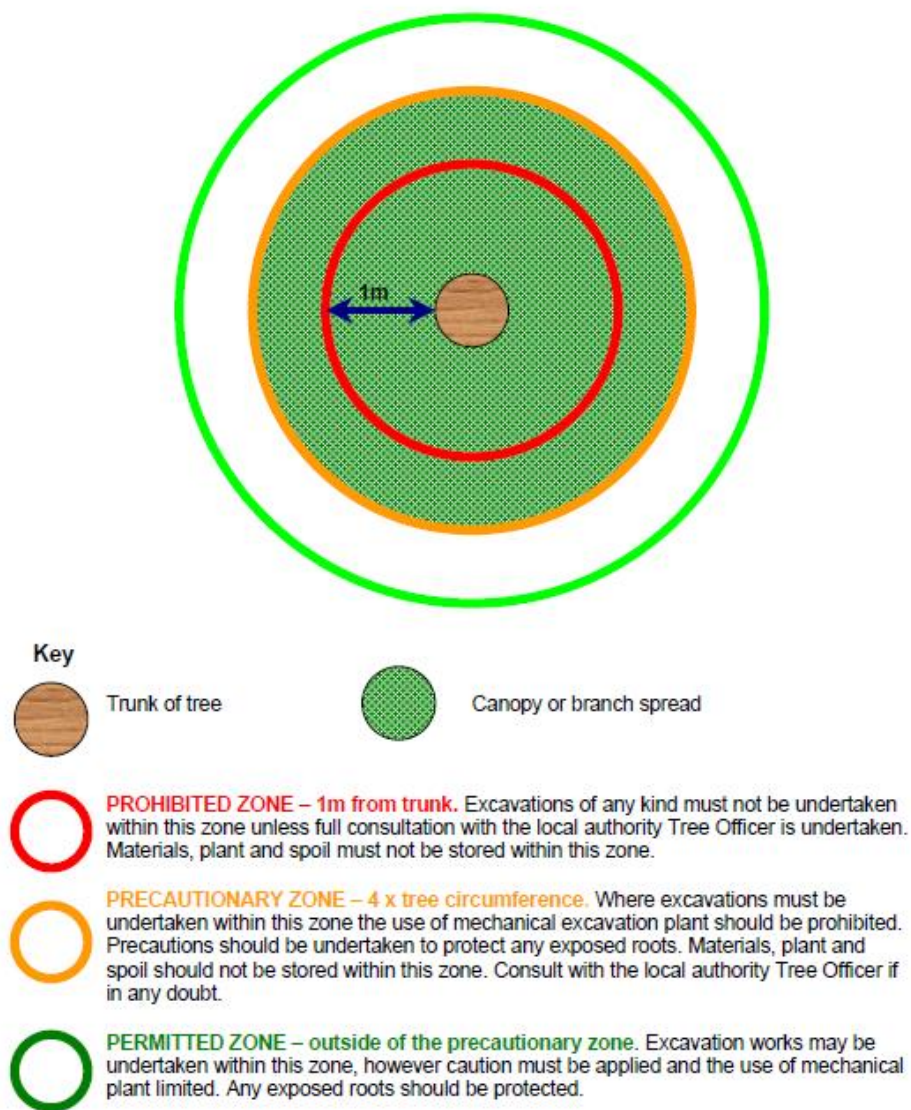 1m
Key
Trunk of tree
Canopy or branch spread
PROHIBITED ZONE – 1m from trunk. Excavations of any kind must not be undertaken
within this zone unless full consultation with the local authority Tree Officer is undertaken.
Materials, plant and spoil must not be stored within this zone.
PRECAUTIONARY ZONE – 4 x tree circumference. Where excavations must be
undertaken within this zone the use of mechanical excavation plant should be prohibited.
Precautions should be undertaken to protect any exposed roots. Materials, plant and
spoil should not be stored within this zone. Consult with the local authority Tree Officer if
in any doubt.
PERMITTED ZONE – outside of the precautionary zone. Excavation works may be
undertaken within this zone, however caution must be applied and the use of mechanical
plant limited. Any exposed roots should be protected.